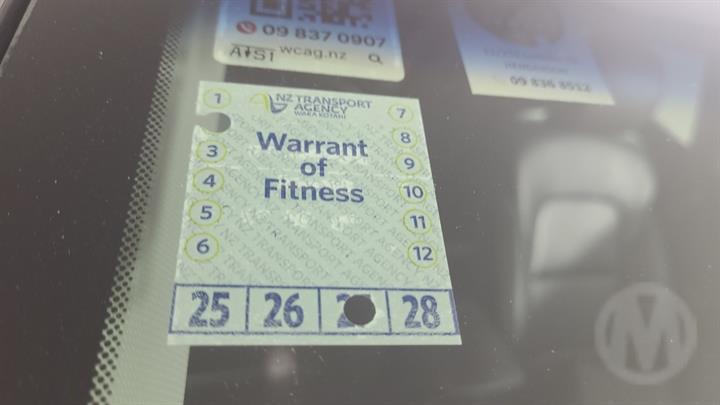 09 837 0907
wcag.nz
09 836 8512
NZ TRANSPORT
AGENCY
WAKA KOTAHI
Warrant
of
Fitness
1
3
4
5
6
7
8
9
10
11
12
25 26 28
M